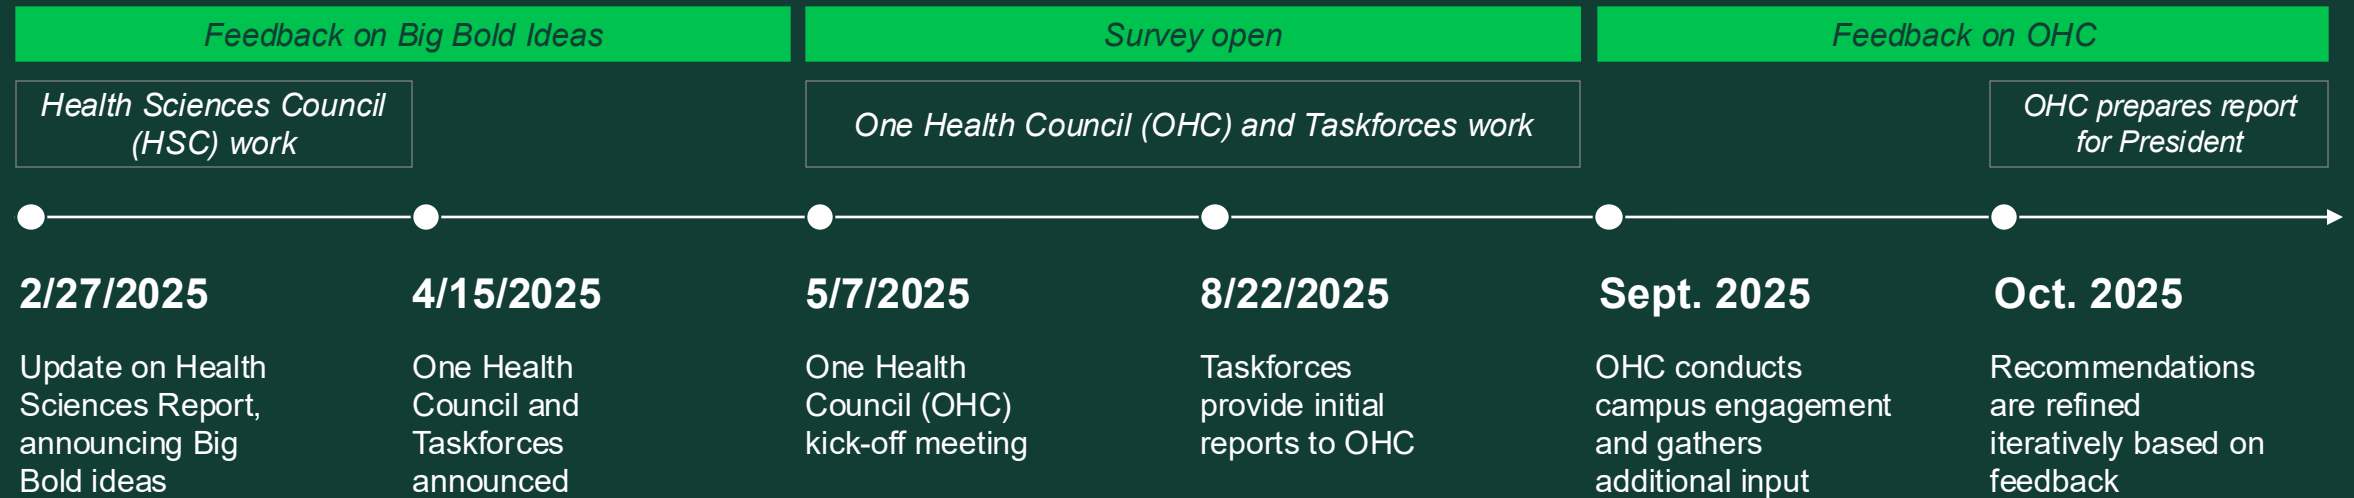 Feedback on Big Bold Ideas
Survey open
Feedback on OHC
Health Sciences Council
(HSC) work
One Health Council (OHC) and Taskforces work
OHC prepares report
for President
2/27/2025
Update on Health
Sciences Report,
announcing Big
Bold ideas
4/15/2025
One Health
Council and
Taskforces
announced
5/7/2025
One Health
Council (OHC)
kick-off meeting
8/22/2025
Taskforces
provide initial
reports to OHC
Sept. 2025
OHC conducts
campus engagement
and gathers
additional input
Oct. 2025
Recommendations
are refined
iteratively based on
feedback